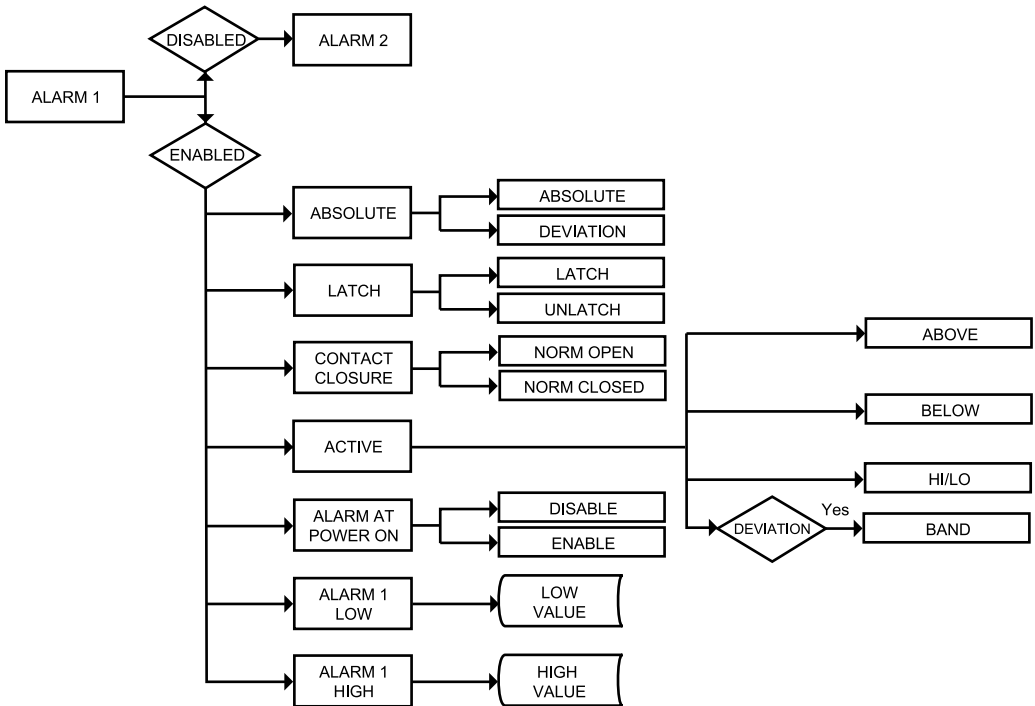 DISABLED
ALARM 2
ALARM 1
ENABLED
ABSOLUTE
ABSOLUTE
DEVIATION
LATCH
LATCH
UNLATCH
CONTACT
CLOSURE
NORM OPEN
NORM CLOSED
ACTIVE
ABOVE
BELOW
HI/LO
DEVIATION
Yes
BAND
ALARM AT
POWER ON
DISABLE
ENABLE
ALARM 1
LOW
LOW
VALUE
ALARM 1
HIGH
HIGH
VALUE